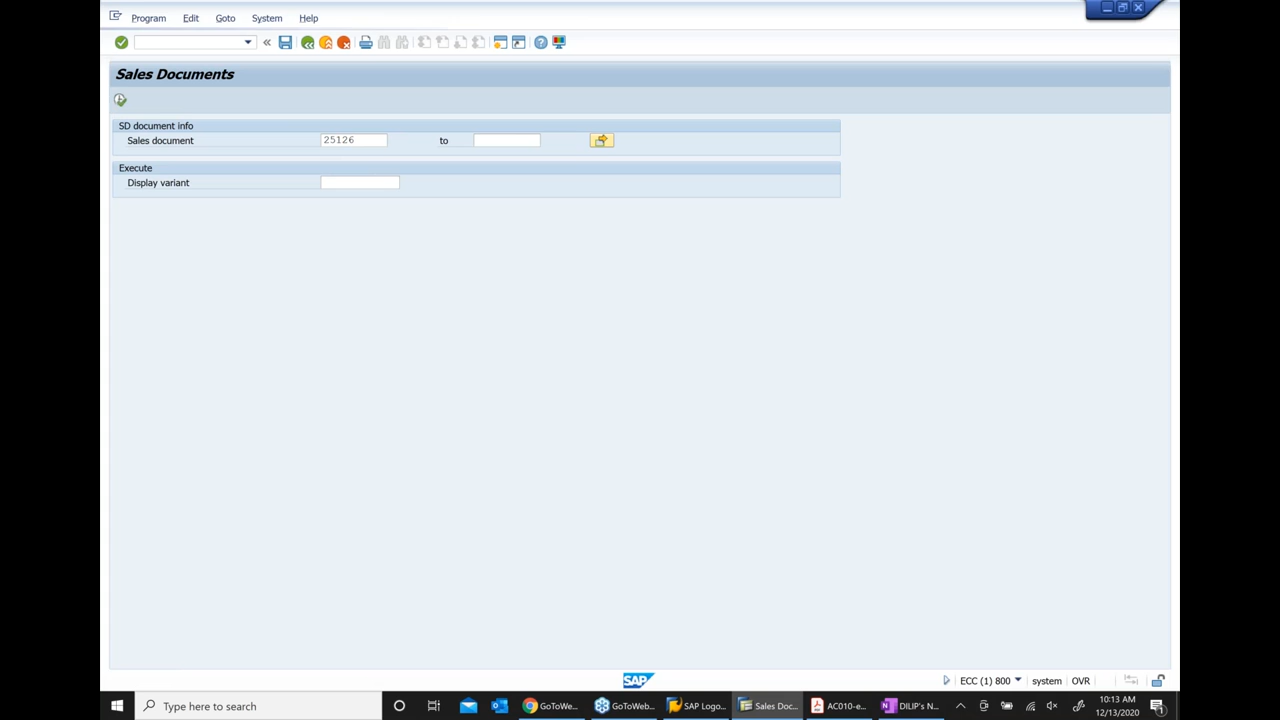 Program Edit Goto System Help
Sales Documents
SD document info
Sales document 25126 to
Execute
Display variant
SAP
ECC (1) 800 system OVR
Type here to search GoToWe... GoToWeb... SAP Logo... Sales Doc... AC010-e... DILIP's N... 10:13 AM
12/13/2020